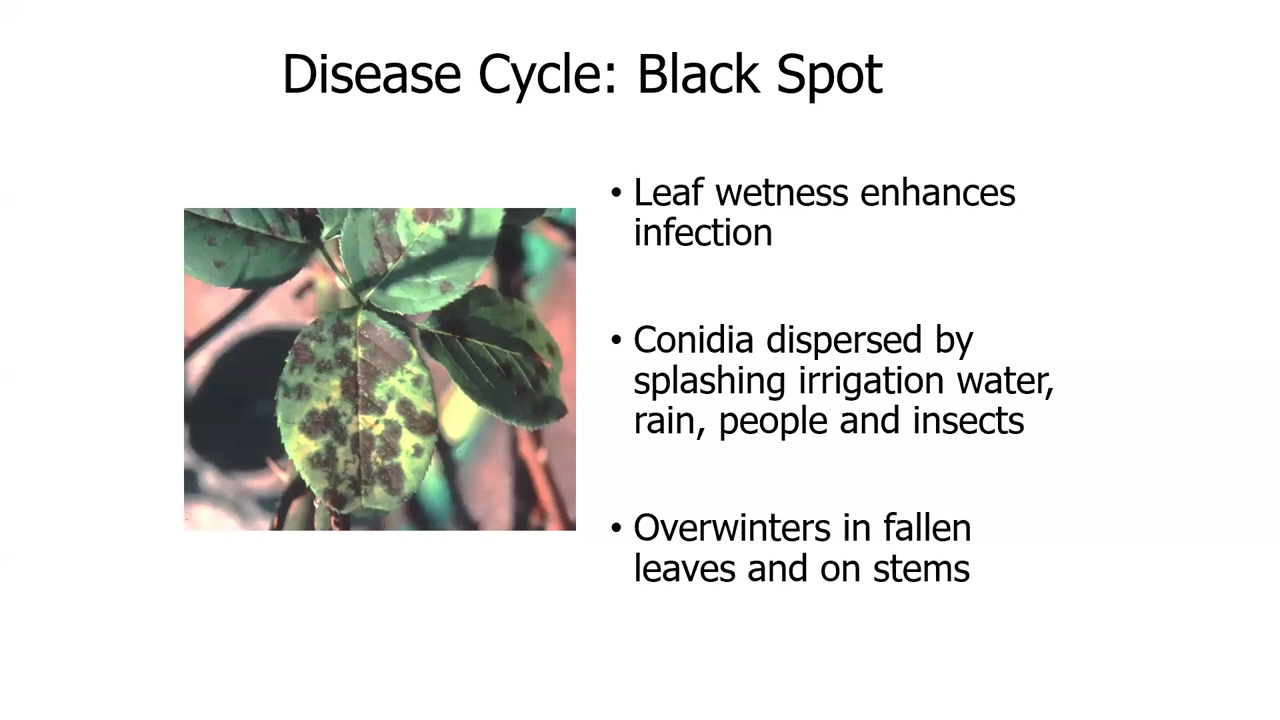 Disease Cycle: Black Spot
• Leaf wetness enhances
infection
• Conidia dispersed by
splashing irrigation water,
rain, people and insects
• Overwinters in fallen
leaves and on stems